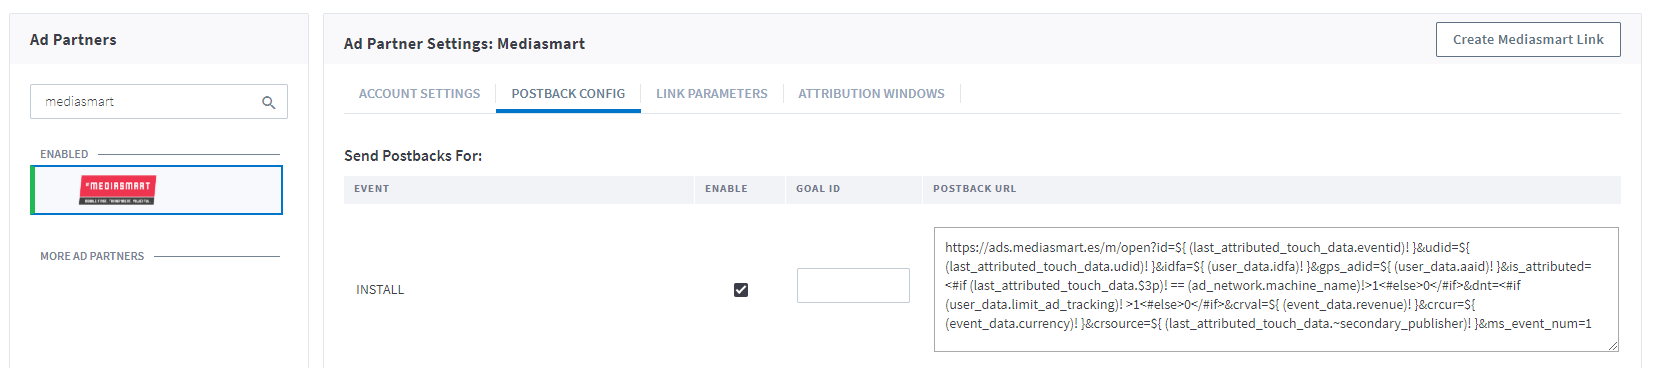 Ad Partners
mediasmart
ENABLED
MEDIASMART
MORE AD PARTNERS
Ad Partner Settings: Mediasmart
Create Mediasmart Link
ACCOUNT SETTINGS
POSTBACK CONFIG
LINK PARAMETERS
ATTRIBUTION WINDOWS
Send Postbacks For:
EVENT
ENABLE
GOAL ID
POSTBACK URL
INSTALL
https://ads.mediasmart.es/m/open?id=${ (last_attributed_touch_data.eventid)! }&udid=${
(last_attributed_touch_data.udid)! }&idfa=${ (user_data.idfa)! }&gps_adid=${ (user_data.aaid)! }&is_attributed=
<#if (last_attributed_touch_data.$3p)! == (ad_network.machine_name)!>1<#else>0</#if>&dnt=<#if
(user_data.limit_ad_tracking)! >1<#else>0</#if>&crval=${ (event_data.revenue)! }&crcur=${
(event_data.currency)! }&crsource=${ (last_attributed_touch_data.~secondary_publisher)! }&ms_event_num=1